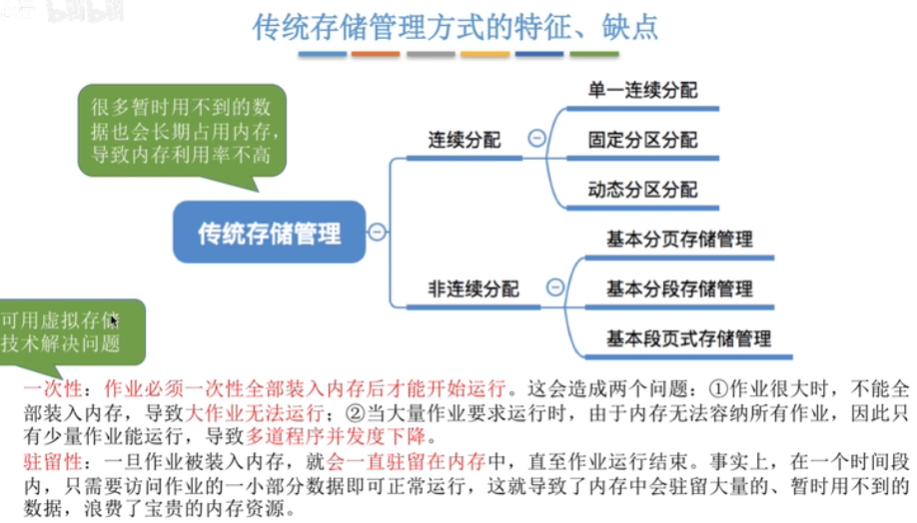 bilibili
传统存储管理方式的特征、缺点
很多暂时用不到的数
据也会长期占用内存，
导致内存利用率不高
传统存储管理
连续分配
单一连续分配
固定分区分配
动态分区分配
非连续分配
基本分页存储管理
基本分段存储管理
基本段页式存储管理
可用虚拟存储
技术解决问题
一次性：作业必须一次性全部装入内存后才能开始运行。这会造成两个问题：①作业很大时，不能全
部装入内存，导致大作业无法运行；②当大量作业要求运行时，由于内存无法容纳所有作业，因此只
有少量作业能运行，导致多道程序并发度下降。
驻留性：一旦作业被装入内存，就会一直驻留在内存中，直至作业运行结束。事实上，在一个时间段
内，只需要访问作业的一小部分数据即可正常运行，这就导致了内存中会驻留大量的、暂时用不到的
数据，浪费了宝贵的内存资源。